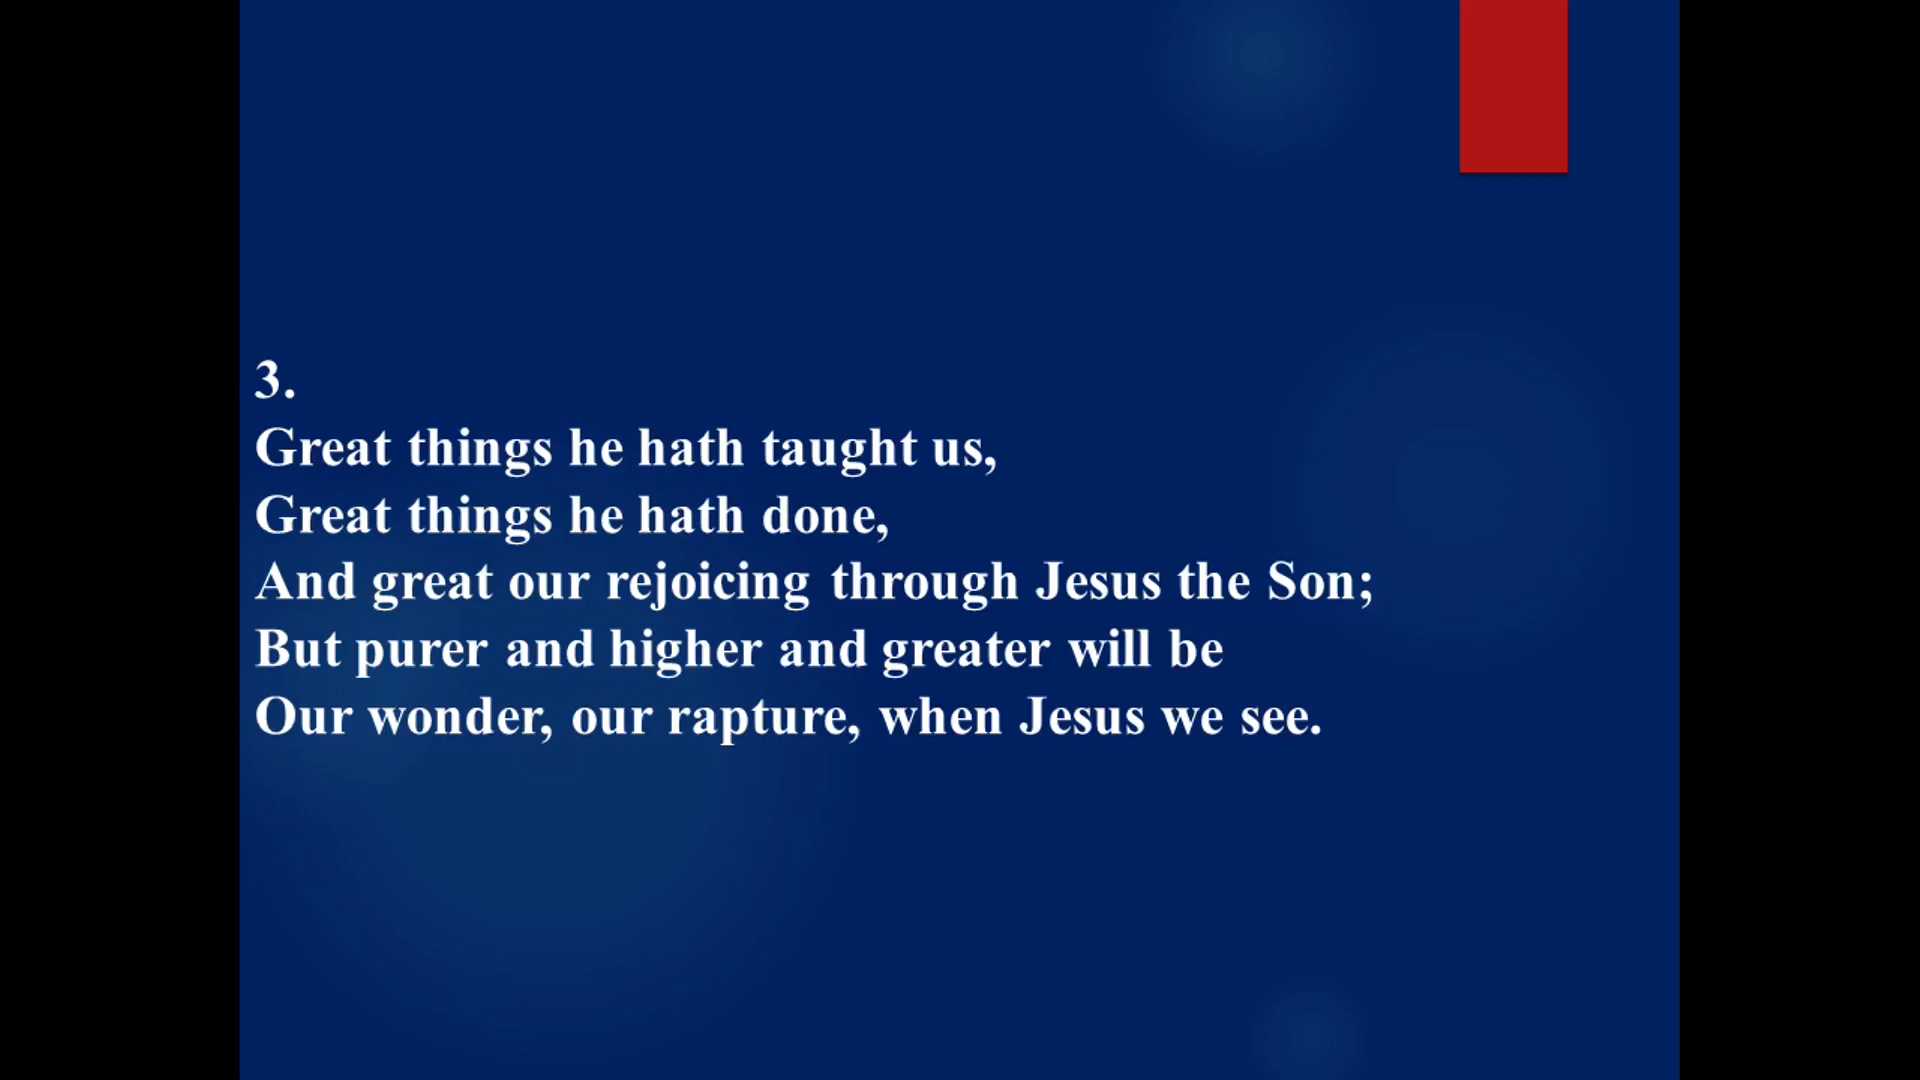 3.
Great things he hath taught us,
Great things he hath done,
And great our rejoicing through Jesus the Son;
But purer and higher and greater will be
Our wonder, our rapture, when Jesus we see.